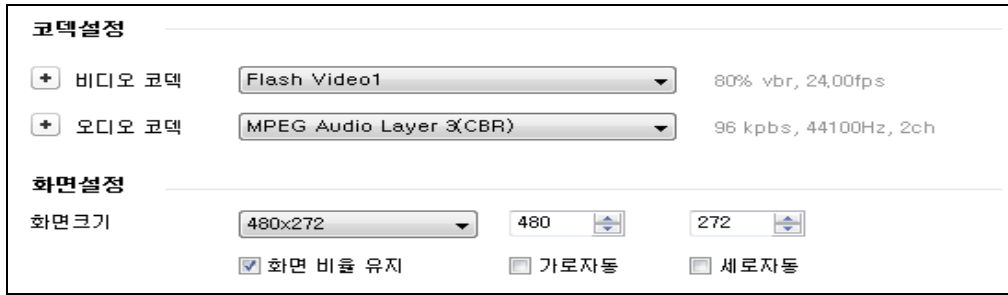 코덱설정
+ 비디오 코덱 Flash Video1 80% vbr, 24,00fps
+ 오디오 코덱 MPEG Audio Layer 3(CBR) 96 kpbs, 44100Hz, 2ch
화면설정
화면크기 480x272 480 272
화면 비율 유지 가로자동 세로자동